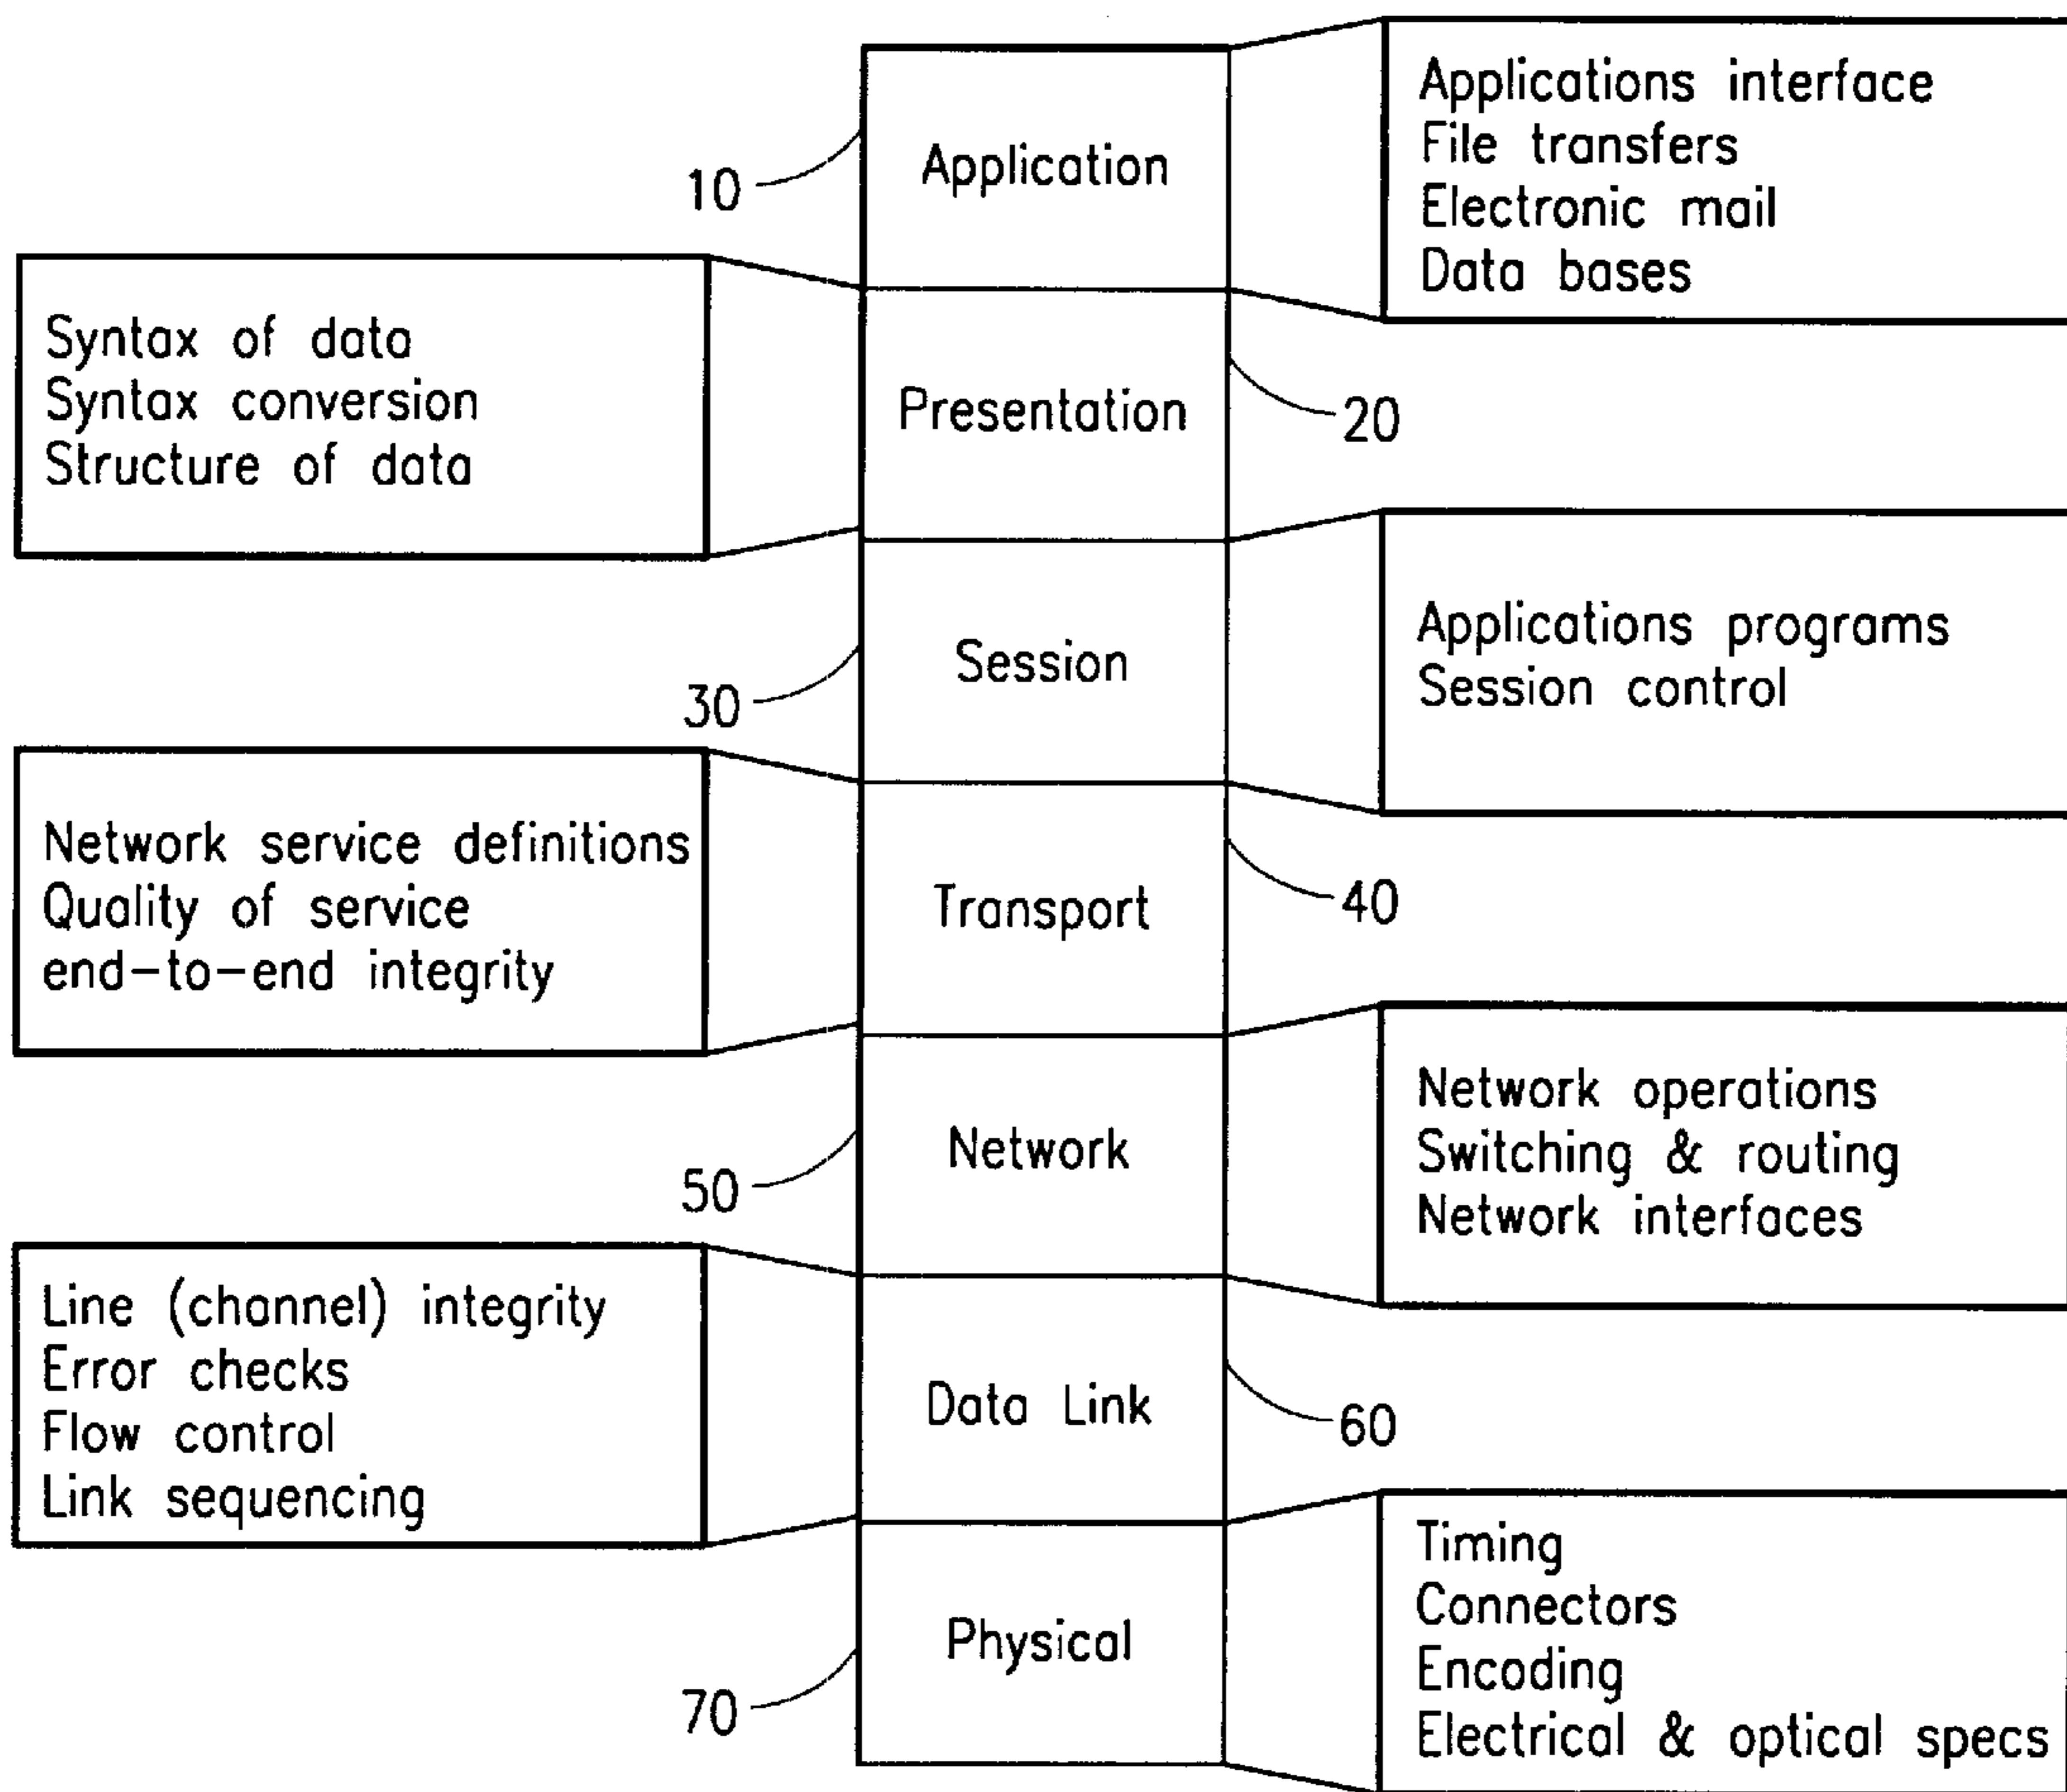 Application
10
Applications interface
File transfers
Electronic mail
Data bases
Syntax of data
Syntax conversion
Structure of data
Presentation
20
Session
30
Applications programs
Session control
Network service definitions
Quality of service
end-to-end integrity
Transport
40
Network
50
Network operations
Switching & routing
Network interfaces
Line (channel) integrity
Error checks
Flow control
Link sequencing
Data Link
60
Physical
70
Timing
Connectors
Encoding
Electrical & optical specs